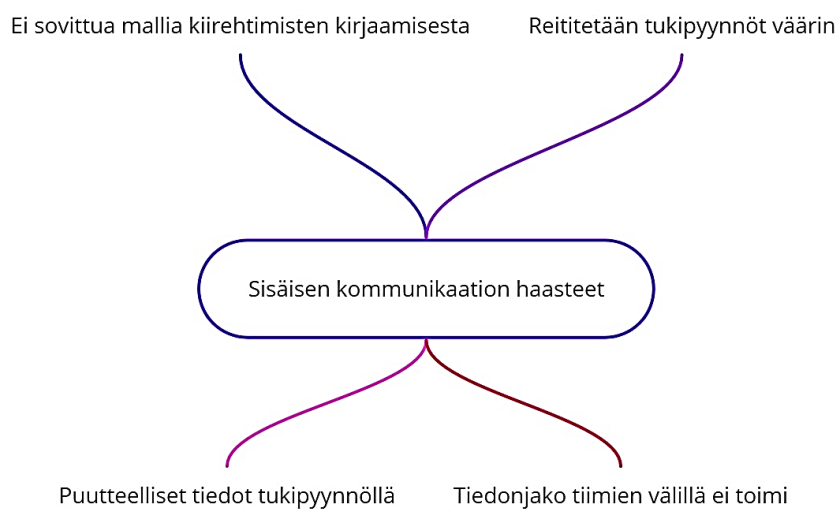 Ei sovittua mallia kiirehtimisten kirjaamisesta
Reititetään tukipyynnöt väärin
Sisäisen kommunikaation haasteet
Puutteelliset tiedot tukipyynnöllä
Tiedonjako tiimien välillä ei toimi